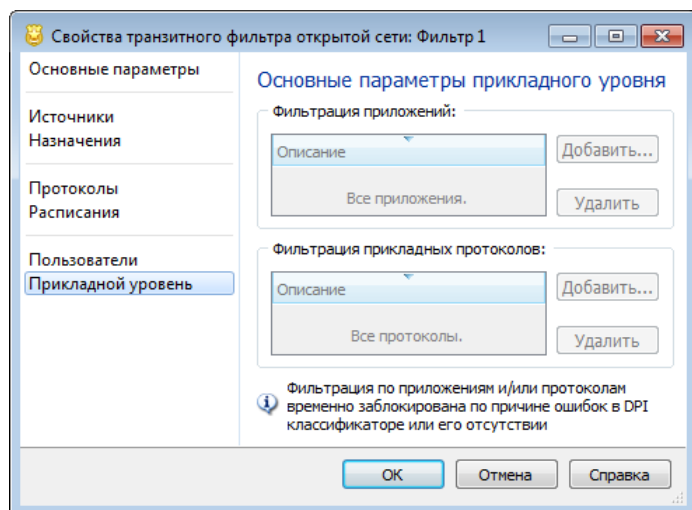 Свойства транзитного фильтра открытой сети: Фильтр 1
Основные параметры
Источники
Назначения
Протоколы
Расписания
Пользователи
Прикладной уровень
Основные параметры прикладного уровня
Фильтрация приложений:
Описание
Все приложения.
Добавить...
Удалить
Фильтрация прикладных протоколов:
Описание
Все протоколы.
Добавить...
Удалить
Фильтрация по приложениям и/или протоколам
временно заблокирована по причине ошибок в DPI
классификаторе или его отсутствии
ОК
Отмена
Справка